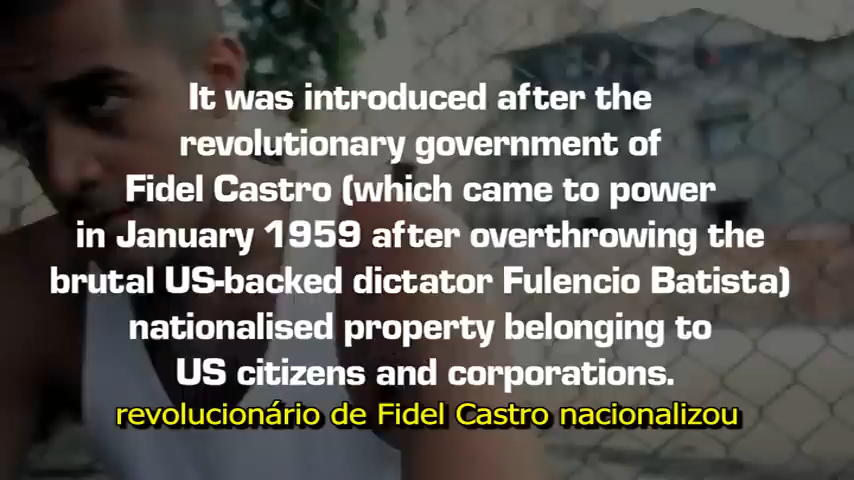 It was introduced after the
revolutionary government of
Fidel Castro (which came to power
in January 1959 after overthrowing the
brutal US-backed dictator Fulencio Batista)
nationalised property belonging to
US citizens and corporations.
revolucionário de Fidel Castro nacionalizou